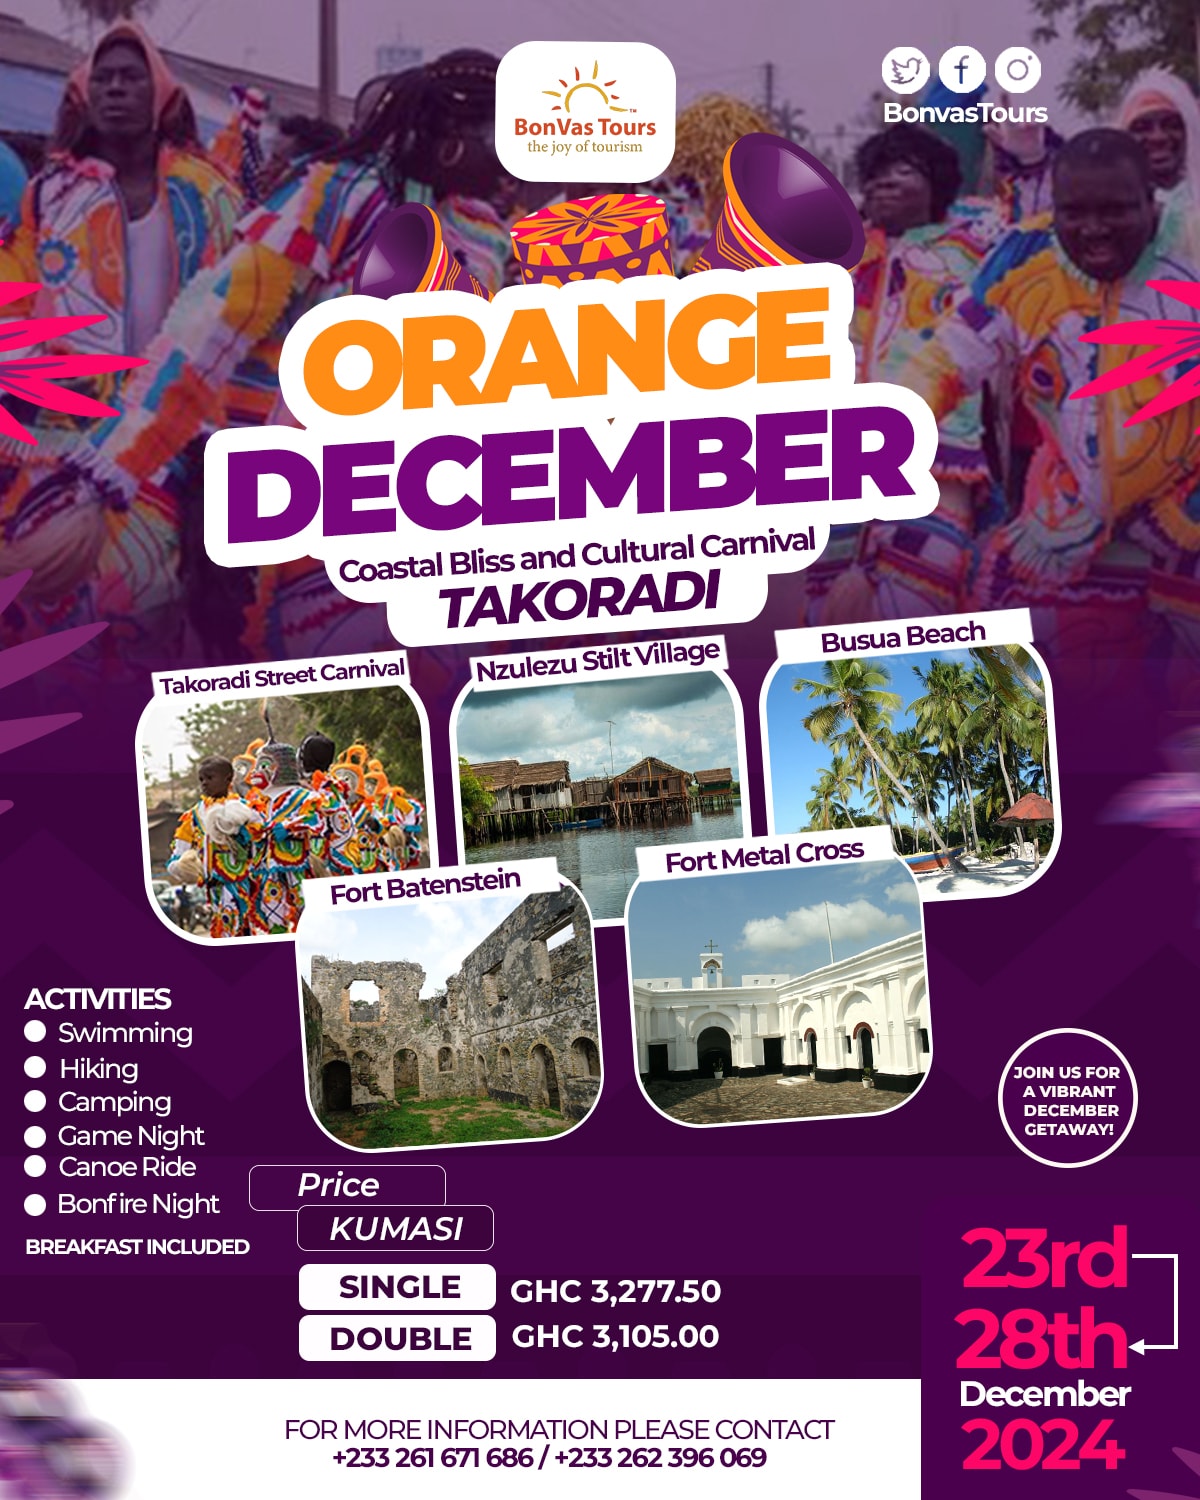 BonVas Tours
™
the joy of tourism
BonvasTours
ORANGE
DECEMBER
Coastal Bliss and Cultural Carnival
TAKORADI
Takoradi Street Carnival
Nzulezu Stilt Village
Busua Beach
Fort Batenstein
Fort Metal Cross
ACTIVITIES
Swimming
Hiking
Camping
Game Night
Canoe Ride
Bonfire Night
BREAKFAST INCLUDED
JOIN US FOR
A VIBRANT
DECEMBER
GETAWAY!
Price
KUMASI
SINGLE GHC 3,277.50
DOUBLE GHC 3,105.00
23rd
28th
December
2024
FOR MORE INFORMATION PLEASE CONTACT
+233 261 671 686 / +233 262 396 069